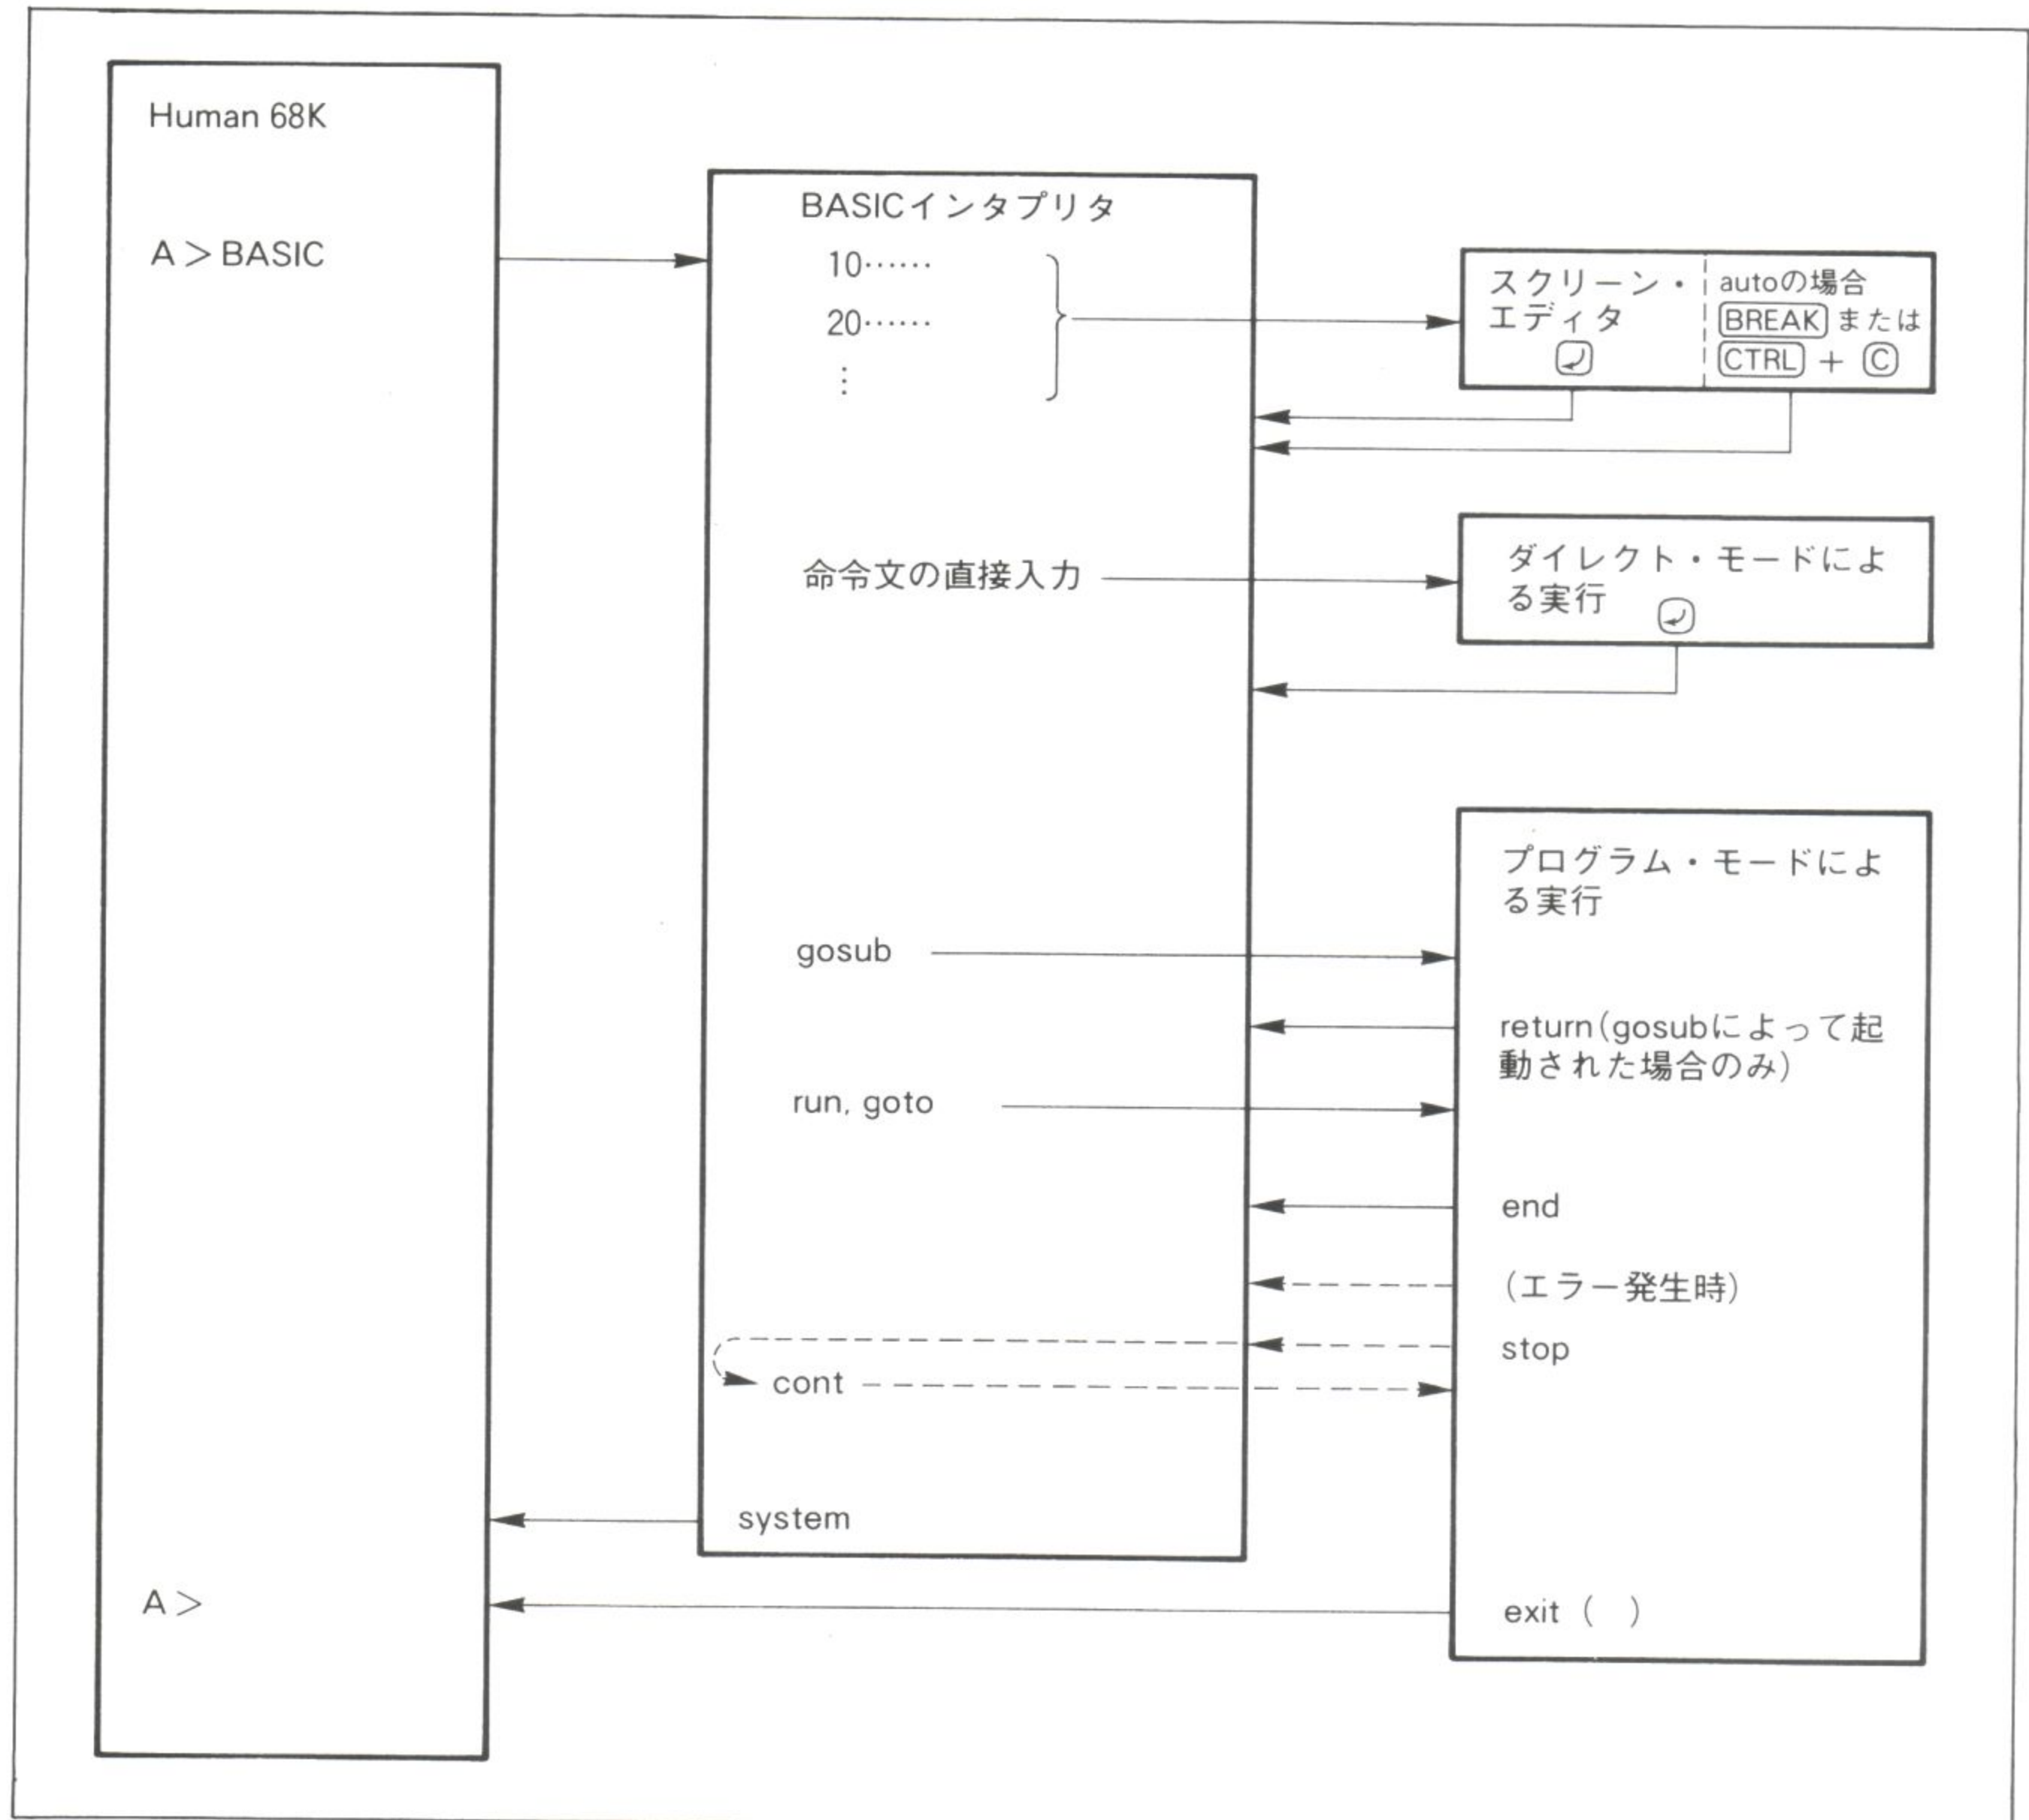 Human 68K
A＞BASIC
BASICインタプリタ
10……
20……
⋮
スクリーン・
エディタ
↵
autoの場合
BREAK または
CTRL + C
命令文の直接入力
ダイレクト・モードによ
る実行 ↵
プログラム・モードによ
る実行
gosub
return(gosubによって起
動された場合のみ)
run, goto
end
(エラー発生時)
stop
cont
system
A＞
exit ( )